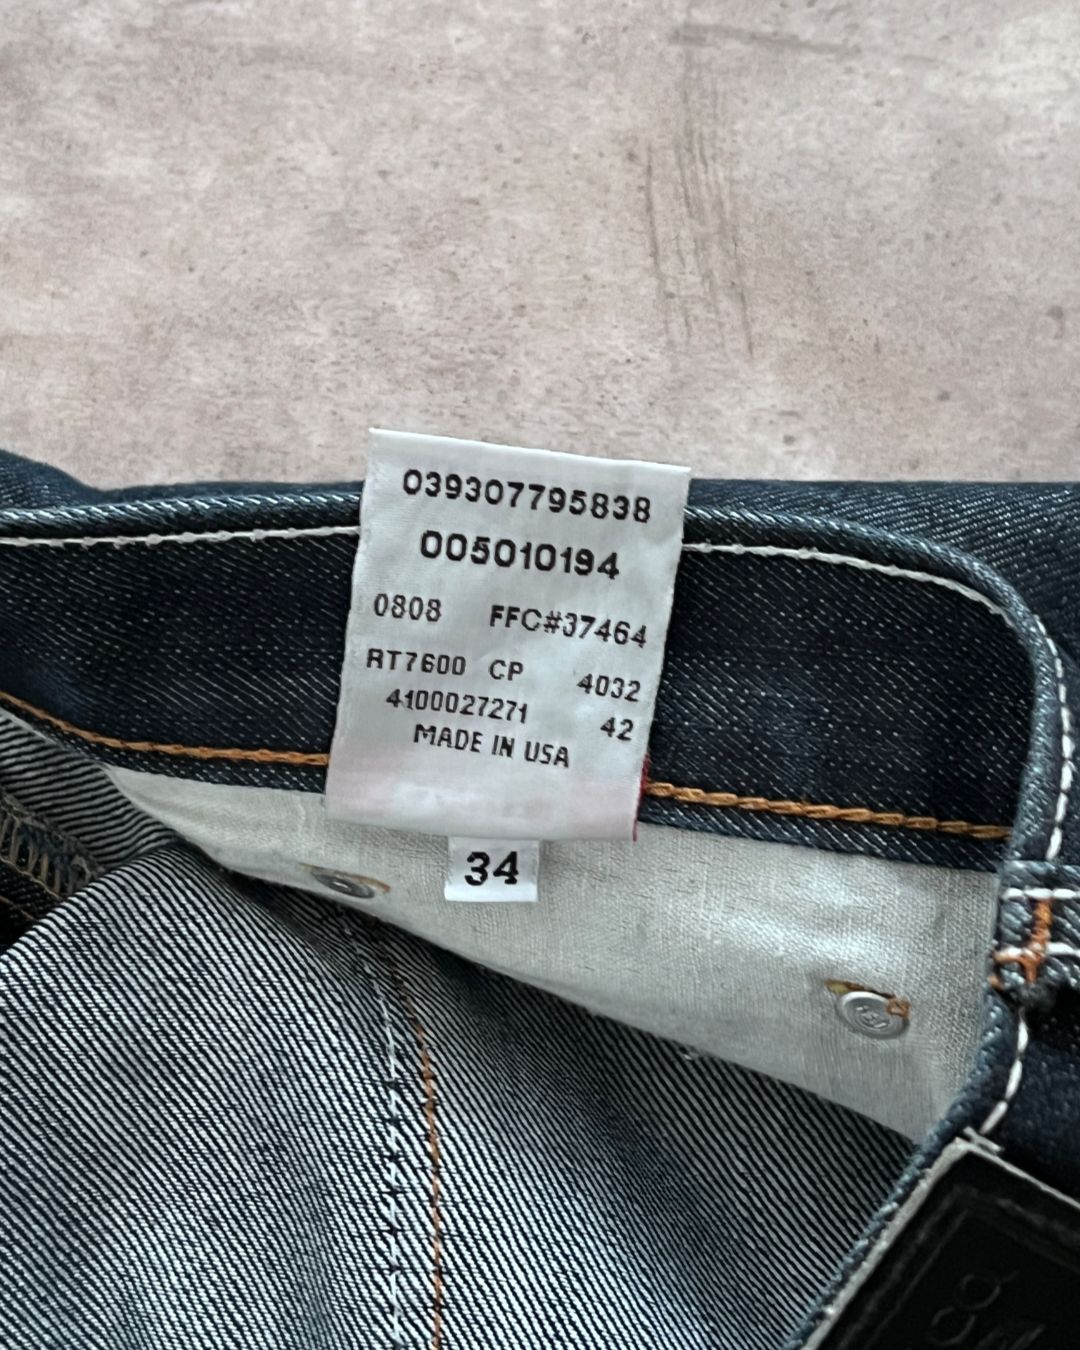 039307795838
005010194
0808 FFC#37464
RT7600 CP 4032
4100027271 42
MADE IN USA
34